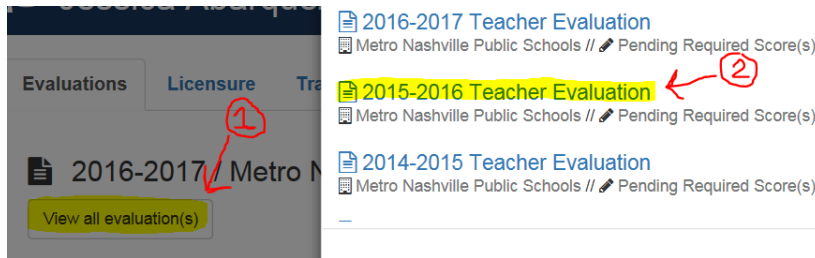 Evaluations Licensure Tra
1
2016-2017 / Metro N
View all evaluation(s)
2016-2017 Teacher Evaluation
Metro Nashville Public Schools // Pending Required Score(s)
2
2015-2016 Teacher Evaluation
Metro Nashville Public Schools // Pending Required Score(s)
2014-2015 Teacher Evaluation
Metro Nashville Public Schools // Pending Required Score(s)